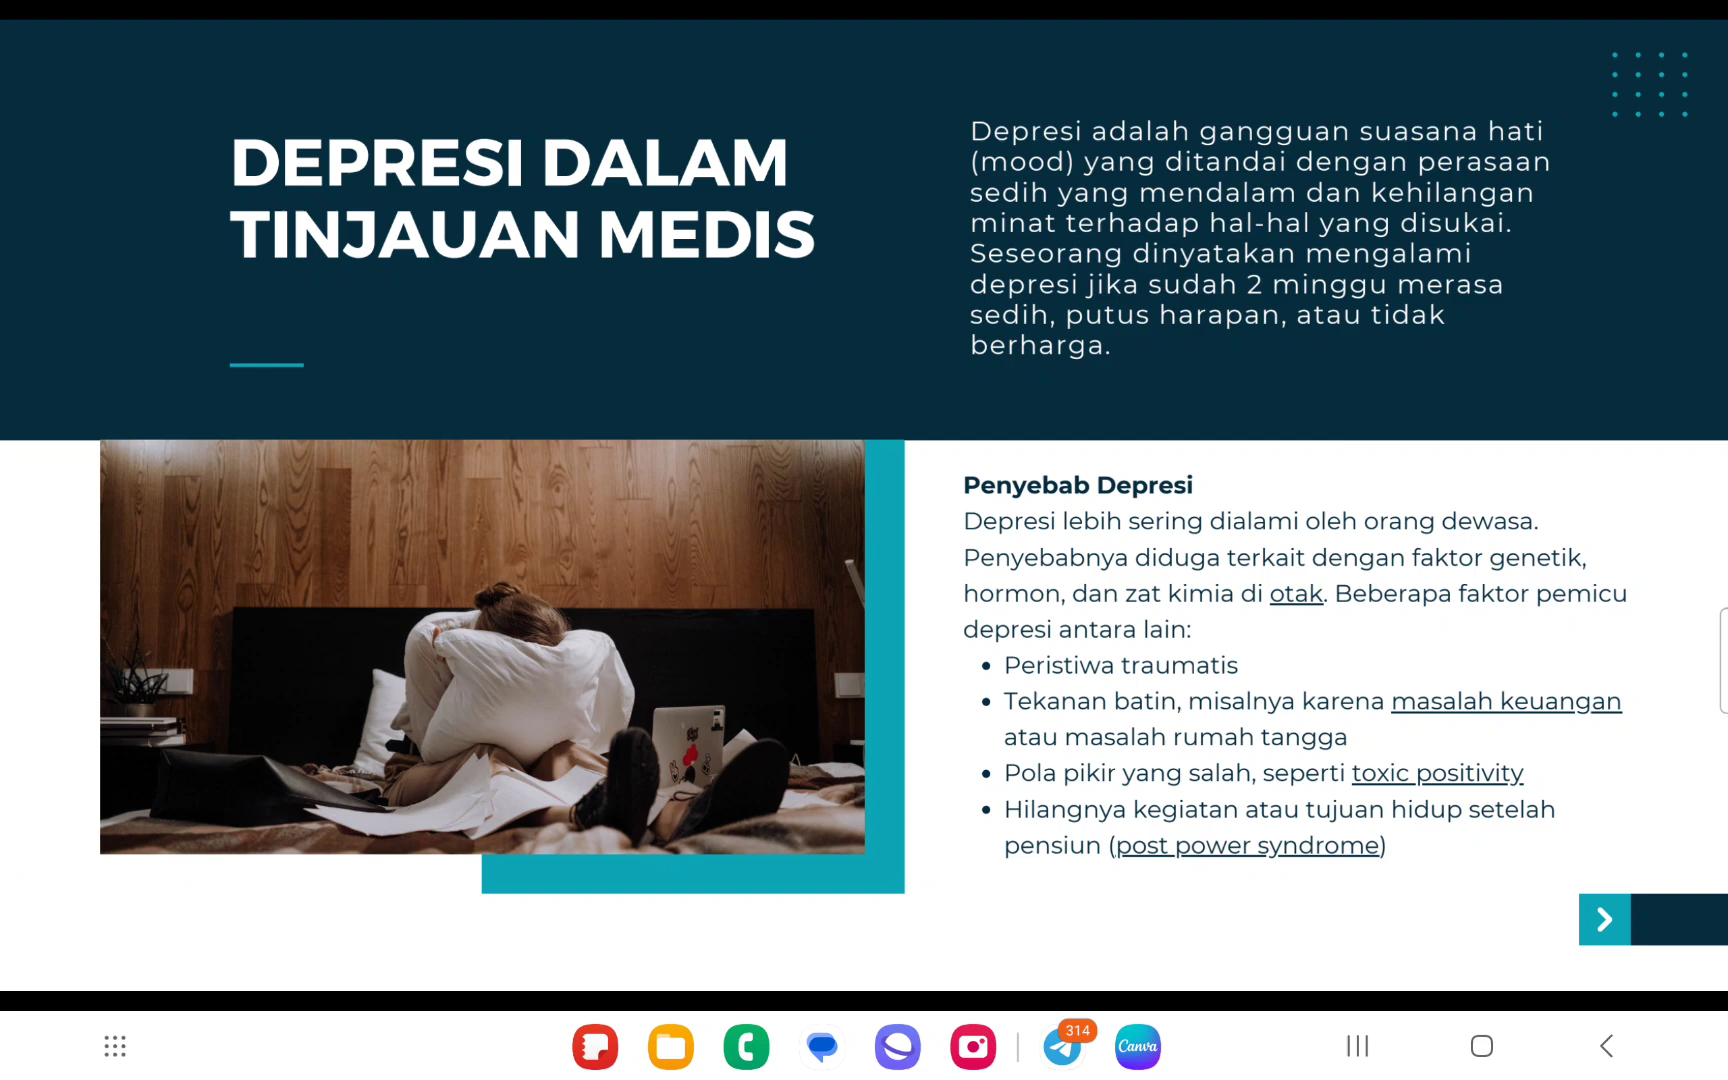 DEPRESI DALAM
TINJAUAN MEDIS
Depresi adalah gangguan suasana hati
(mood) yang ditandai dengan perasaan
sedih yang mendalam dan kehilangan
minat terhadap hal-hal yang disukai.
Seseorang dinyatakan mengalami
depresi jika sudah 2 minggu merasa
sedih, putus harapan, atau tidak
berharga.
Penyebab Depresi
Depresi lebih sering dialami oleh orang dewasa.
Penyebabnya diduga terkait dengan faktor genetik,
hormon, dan zat kimia di otak. Beberapa faktor pemicu
depresi antara lain:
• Peristiwa traumatis
• Tekanan batin, misalnya karena masalah keuangan
atau masalah rumah tangga
• Pola pikir yang salah, seperti toxic positivity
• Hilangnya kegiatan atau tujuan hidup setelah
pensiun (post power syndrome)
314
Canva